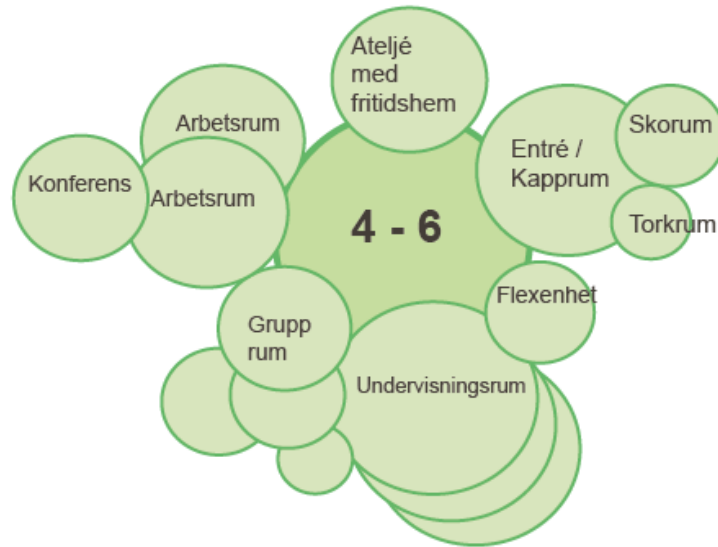 Ateljé
med
fritidshem
Arbetsrum
Skorum
Entré /
Kapprum
Konferens
Arbetsrum
4 - 6
Torkrum
Flexenhet
Grupp
rum
Undervisningsrum